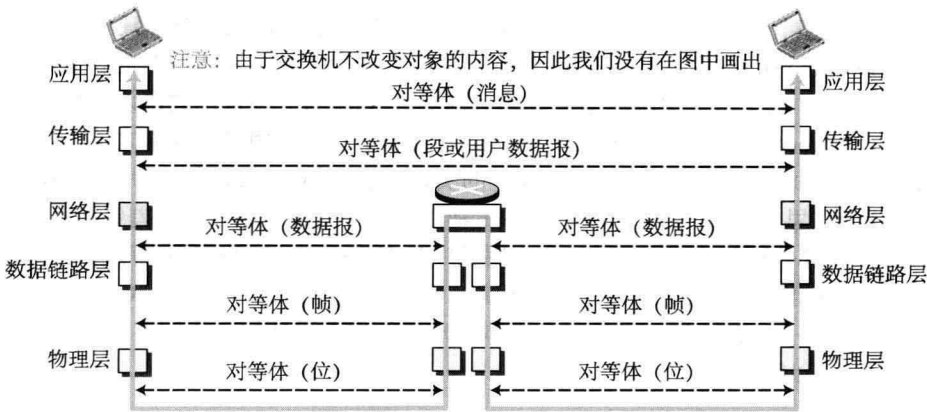 注意：由于交换机不改变对象的内容，因此我们没有在图中画出
应用层
应用层
对等体（消息）
传输层
传输层
对等体（段或用户数据报）
网络层
网络层
对等体（数据报）
对等体（数据报）
数据链路层
数据链路层
对等体（帧）
对等体（帧）
物理层
物理层
对等体（位）
对等体（位）